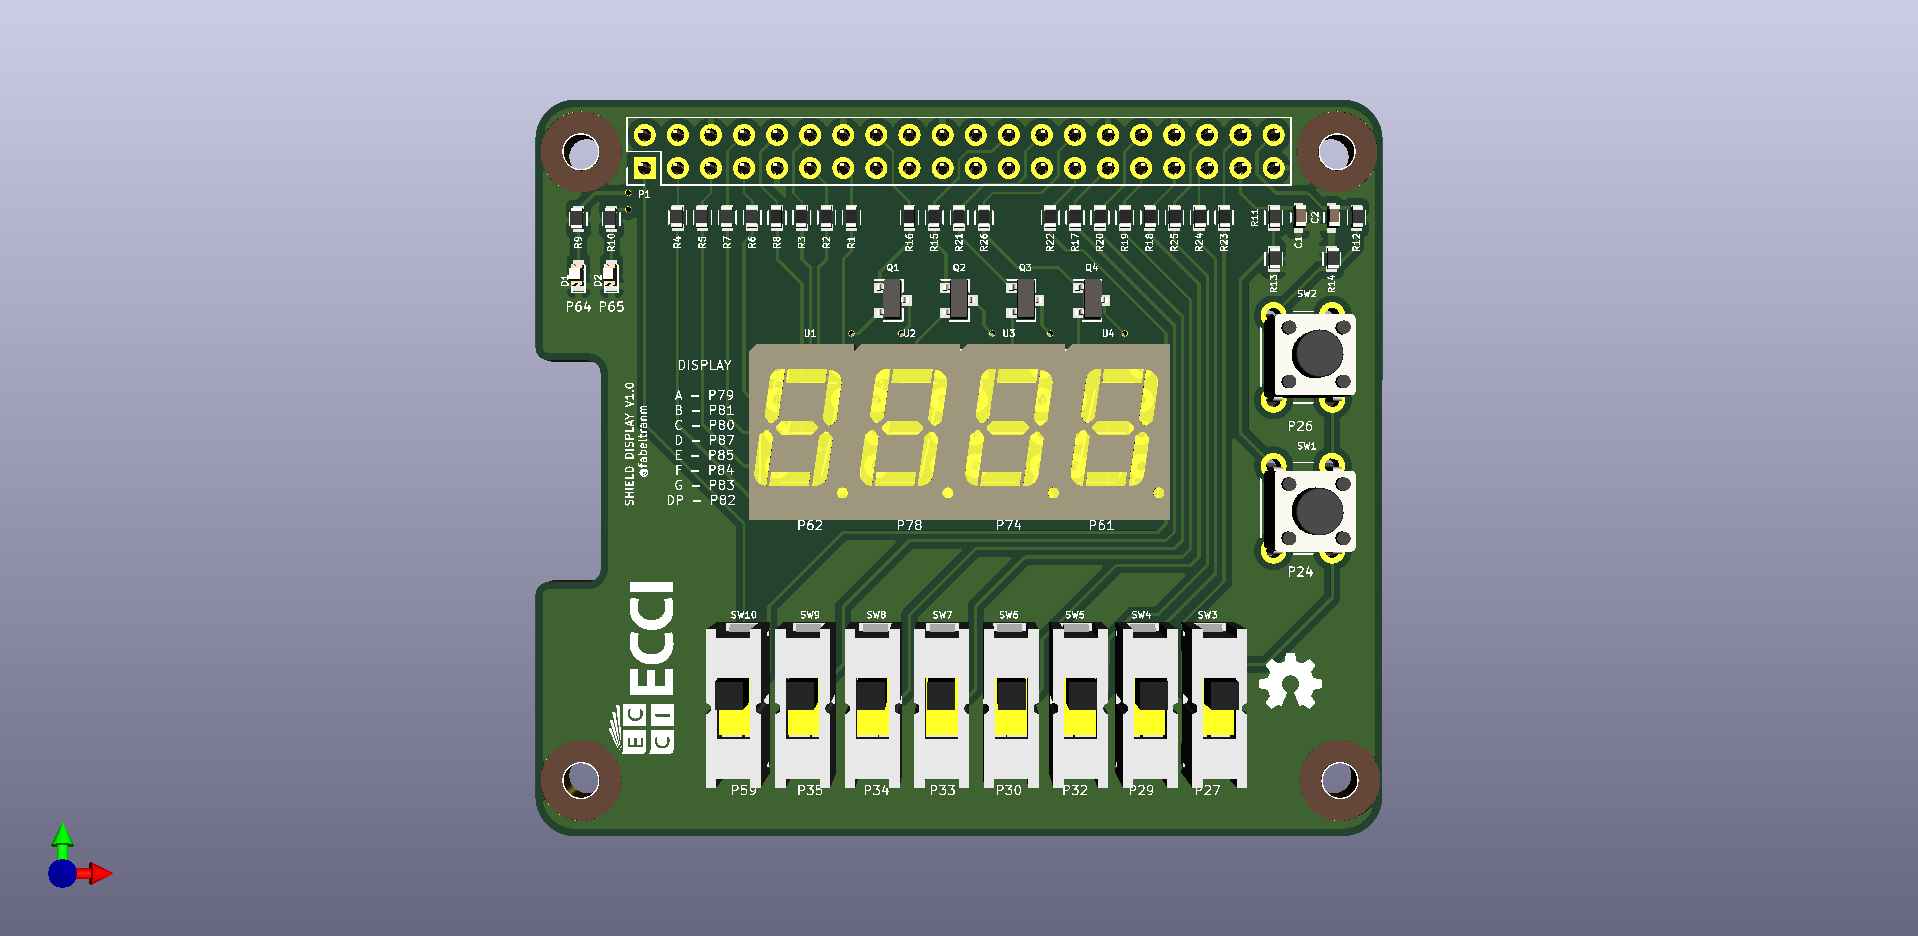 P1
R9
R10
R4
R5
R7
R6
R8
R3
R2
R1
R16
R15
R21
R26
R22
R17
R20
R19
R18
R25
R24
R23
R11
C1
C2
R12
R13
R14
D1
D2
P64
P65
Q1
Q2
Q3
Q4
U1
U2
U3
U4
SW2
P26
SW1
P24
DISPLAY
A - P79
B - P81
C - P80
D - P87
E - P85
F - P84
G - P83
DP - P82
SHIELD DISPLAY V1.0
@fabeltranm
P62
P78
P74
P61
ECCI
E C
C I
SW10
SW9
SW8
SW7
SW6
SW5
SW4
SW3
P59
P35
P34
P33
P30
P32
P29
P27